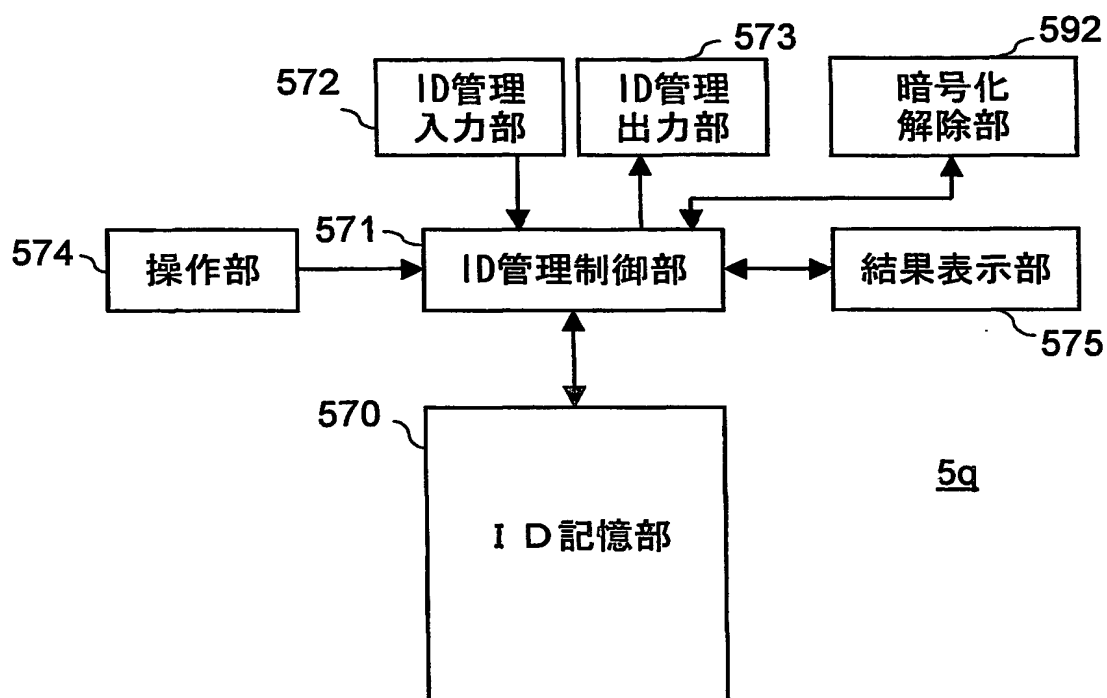 573
592
572
ID管理
入力部
ID管理
出力部
暗号化
解除部
574
操作部
571
ID管理制御部
結果表示部
575
570
ID記憶部
5q